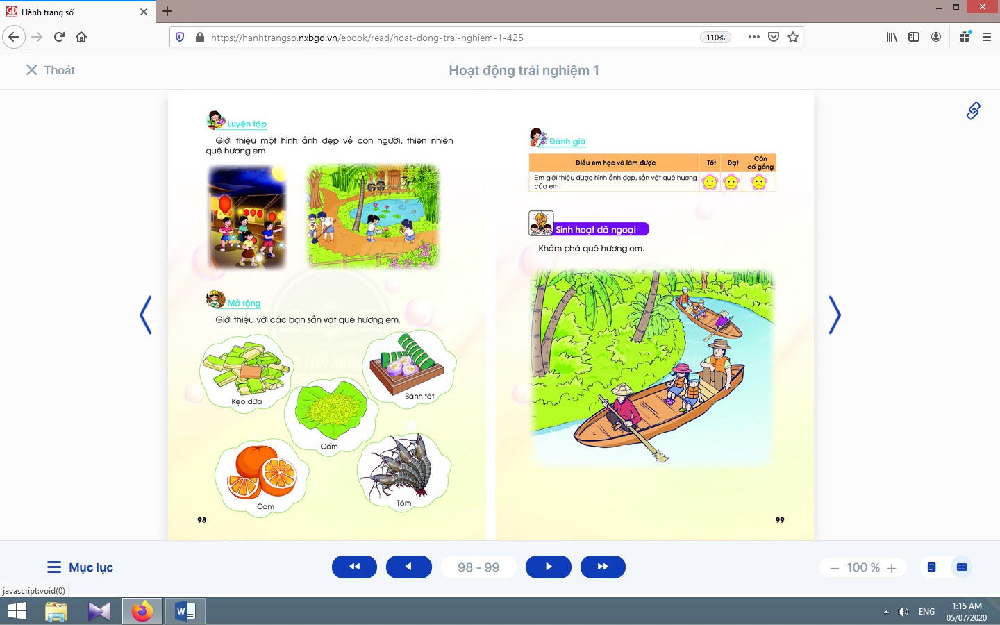 Hành trang số
https://hanhtrangso.nxbgd.vn/ebook/read/hoat-dong-trai-nghiem-1-425
110%
Thoát
Hoạt động trải nghiệm 1
Luyện tập
Giới thiệu một hình ảnh đẹp về con người, thiên nhiên
quê hương em.
Mở rộng
Giới thiệu với các bạn sản vật quê hương em.
Kẹo dừa
Bánh tét
Cốm
Cam
Tôm
98
Đánh giá
Điều em học và làm được
Tốt
Đạt
Cần
cố gắng
Em giới thiệu được hình ảnh đẹp, sản vật quê hương
của em.
Sinh hoạt dã ngoại
Khám phá quê hương em.
99
Mục lục
98 - 99
100 %
javascript:void(0)
ENG
1:15 AM
05/07/2020